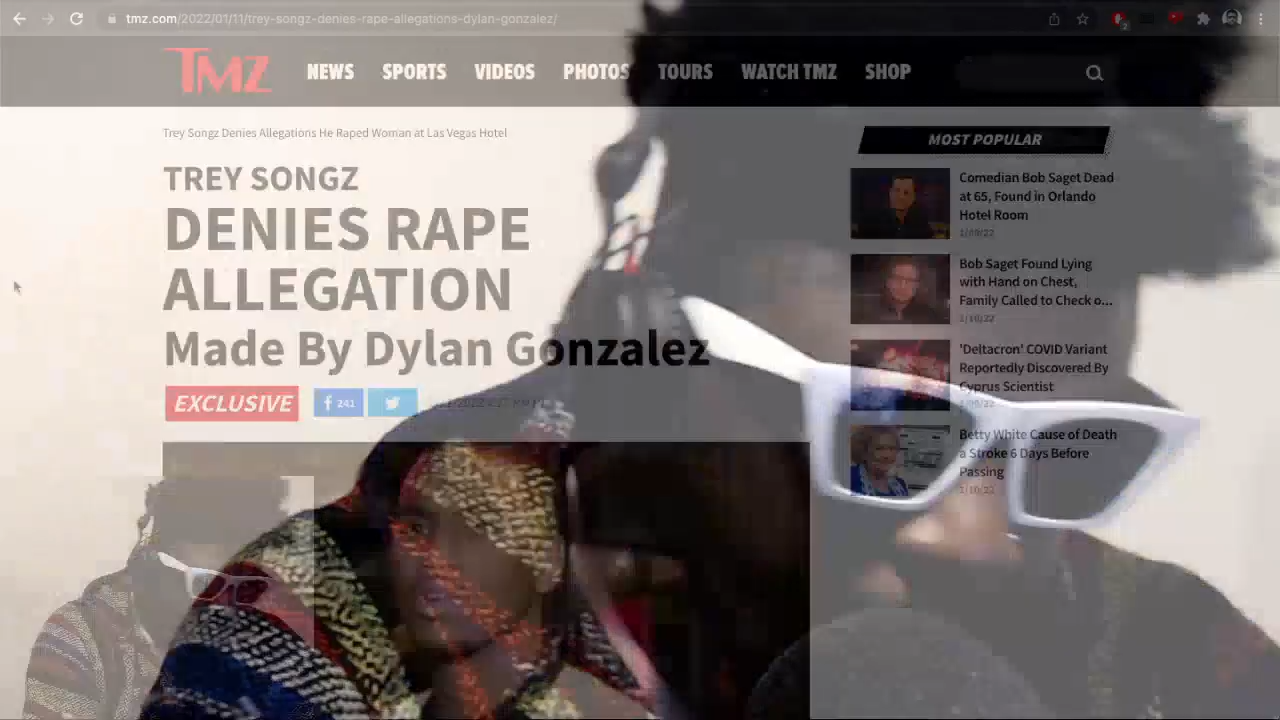 tmz.com/2022/01/11/trey-songz-denies-rape-allegations-dylan-gonzalez/
2
TMZ
NEWS SPORTS VIDEOS PHOTOS TOURS WATCH TMZ SHOP
Trey Songz Denies Allegations He Raped Woman at Las Vegas Hotel
TREY SONGZ
DENIES RAPE
ALLEGATION
Made By Dylan Gonzalez
EXCLUSIVE
f 241
MOST POPULAR
Comedian Bob Saget Dead
at 65, Found in Orlando
Hotel Room
1/09/22
Bob Saget Found Lying
with Hand on Chest,
Family Called to Check o...
1/10/22
'Deltacron' COVID Variant
Reportedly Discovered By
Cyprus Scientist
Betty White Cause of Death
a Stroke 6 Days Before
Passing
1/10/22